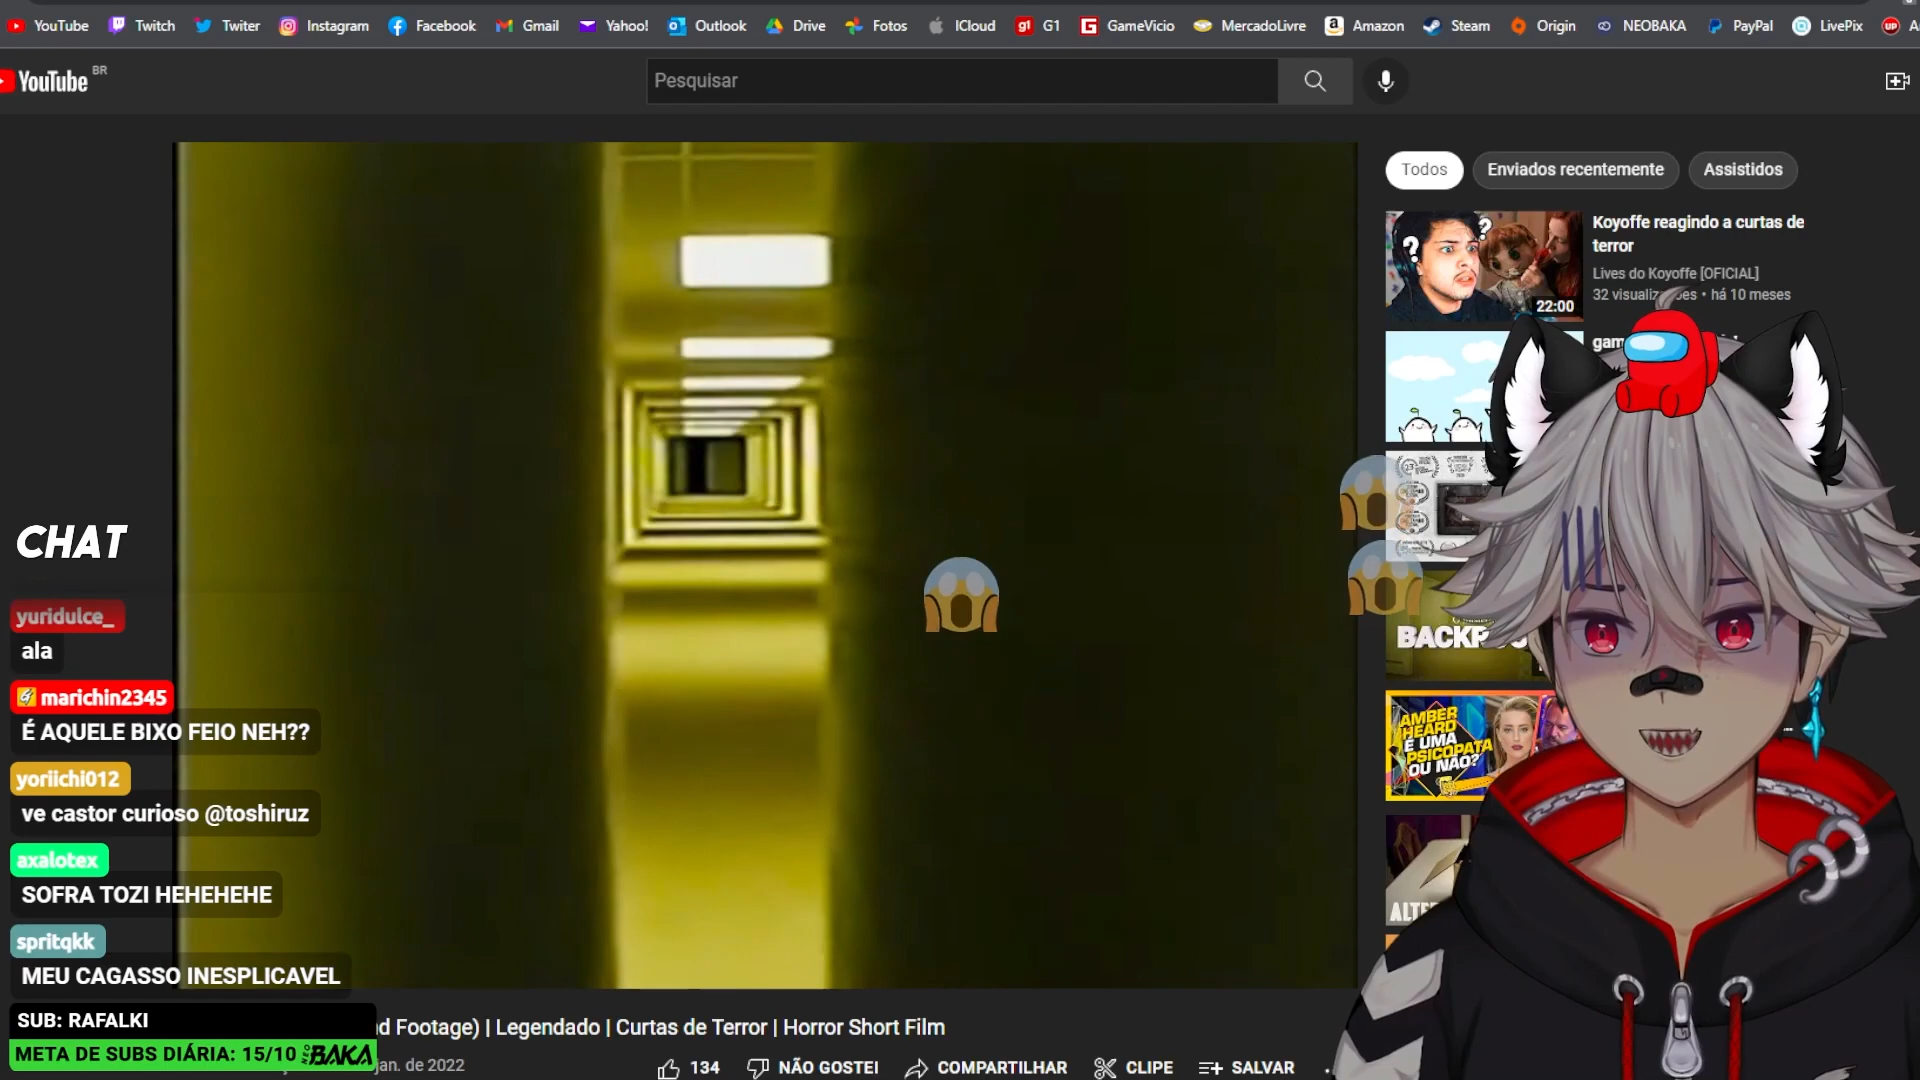 YouTube Twitch Twiter Instagram Facebook Gmail Yahoo! Outlook Drive Fotos ICloud G1 GameVicio MercadoLivre Amazon Steam Origin NEOBAKA PayPal LivePix
YouTube BR
Pesquisar
Todos Enviados recentemente Assistidos
Koyoffe reagindo a curtas de
terror
Lives do Koyoffe [OFICIAL]
há 10 meses
22:00
CHAT
yuridulce_
ala
marichin2345
É AQUELE BIXO FEIO NEH??
yoriichi012
ve castor curioso @toshiruz
axalotex
SOFRA TOZI HEHEHEHE
spritqkk
MEU CAGASSO INESPLICAVEL
AMBER
HEARD
É UMA
PSICOPATA
OU NÃO?
SUB: RAFALKI
META DE SUBS DIÁRIA: 15/10 NEO BAKA
d Footage) | Legendado | Curtas de Terror | Horror Short Film
jan. de 2022
134 NÃO GOSTEI COMPARTILHAR CLIPE SALVAR